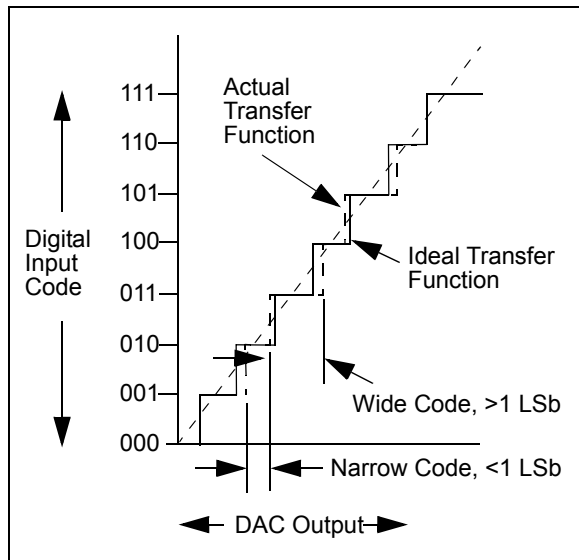 111
110
101
100
011
010
001
000
Digital
Input
Code
Actual
Transfer
Function
Ideal Transfer
Function
Wide Code, >1 LSb
Narrow Code, <1 LSb
DAC Output